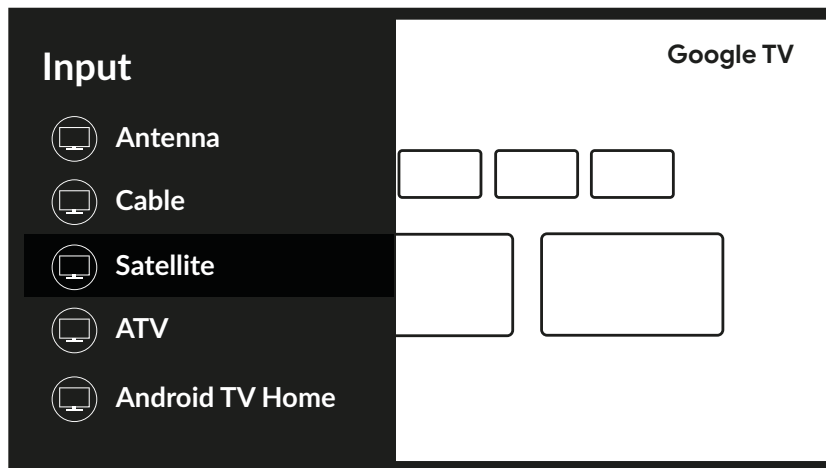 Input
Google TV
Antenna
Cable
Satellite
ATV
Android TV Home